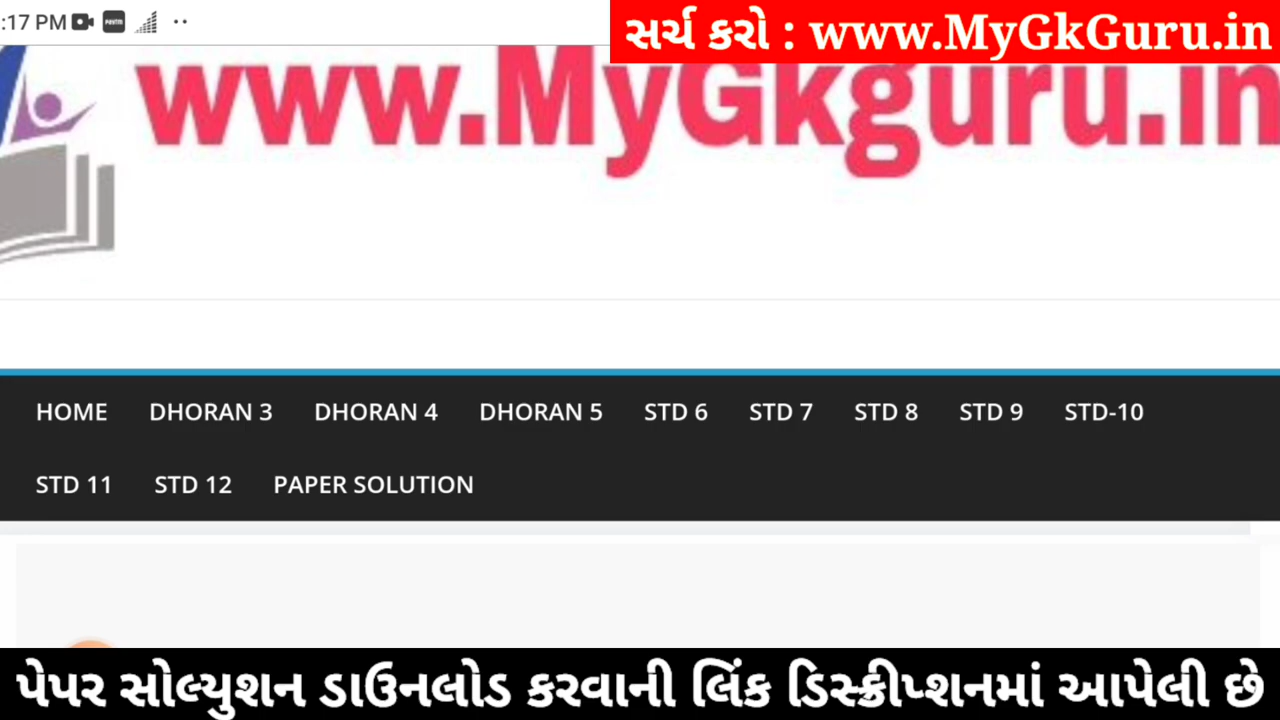 :17 PM
સર્ચ કરો : www.MyGkGuru.in
www.MyGkguru.in
HOME DHORAN 3 DHORAN 4 DHORAN 5 STD 6 STD 7 STD 8 STD 9 STD-10
STD 11 STD 12 PAPER SOLUTION
પેપર સોલ્યુશન ડાઉનલોડ કરવાની લિંક ડિસ્ક્રીપ્શનમાં આપેલી છે